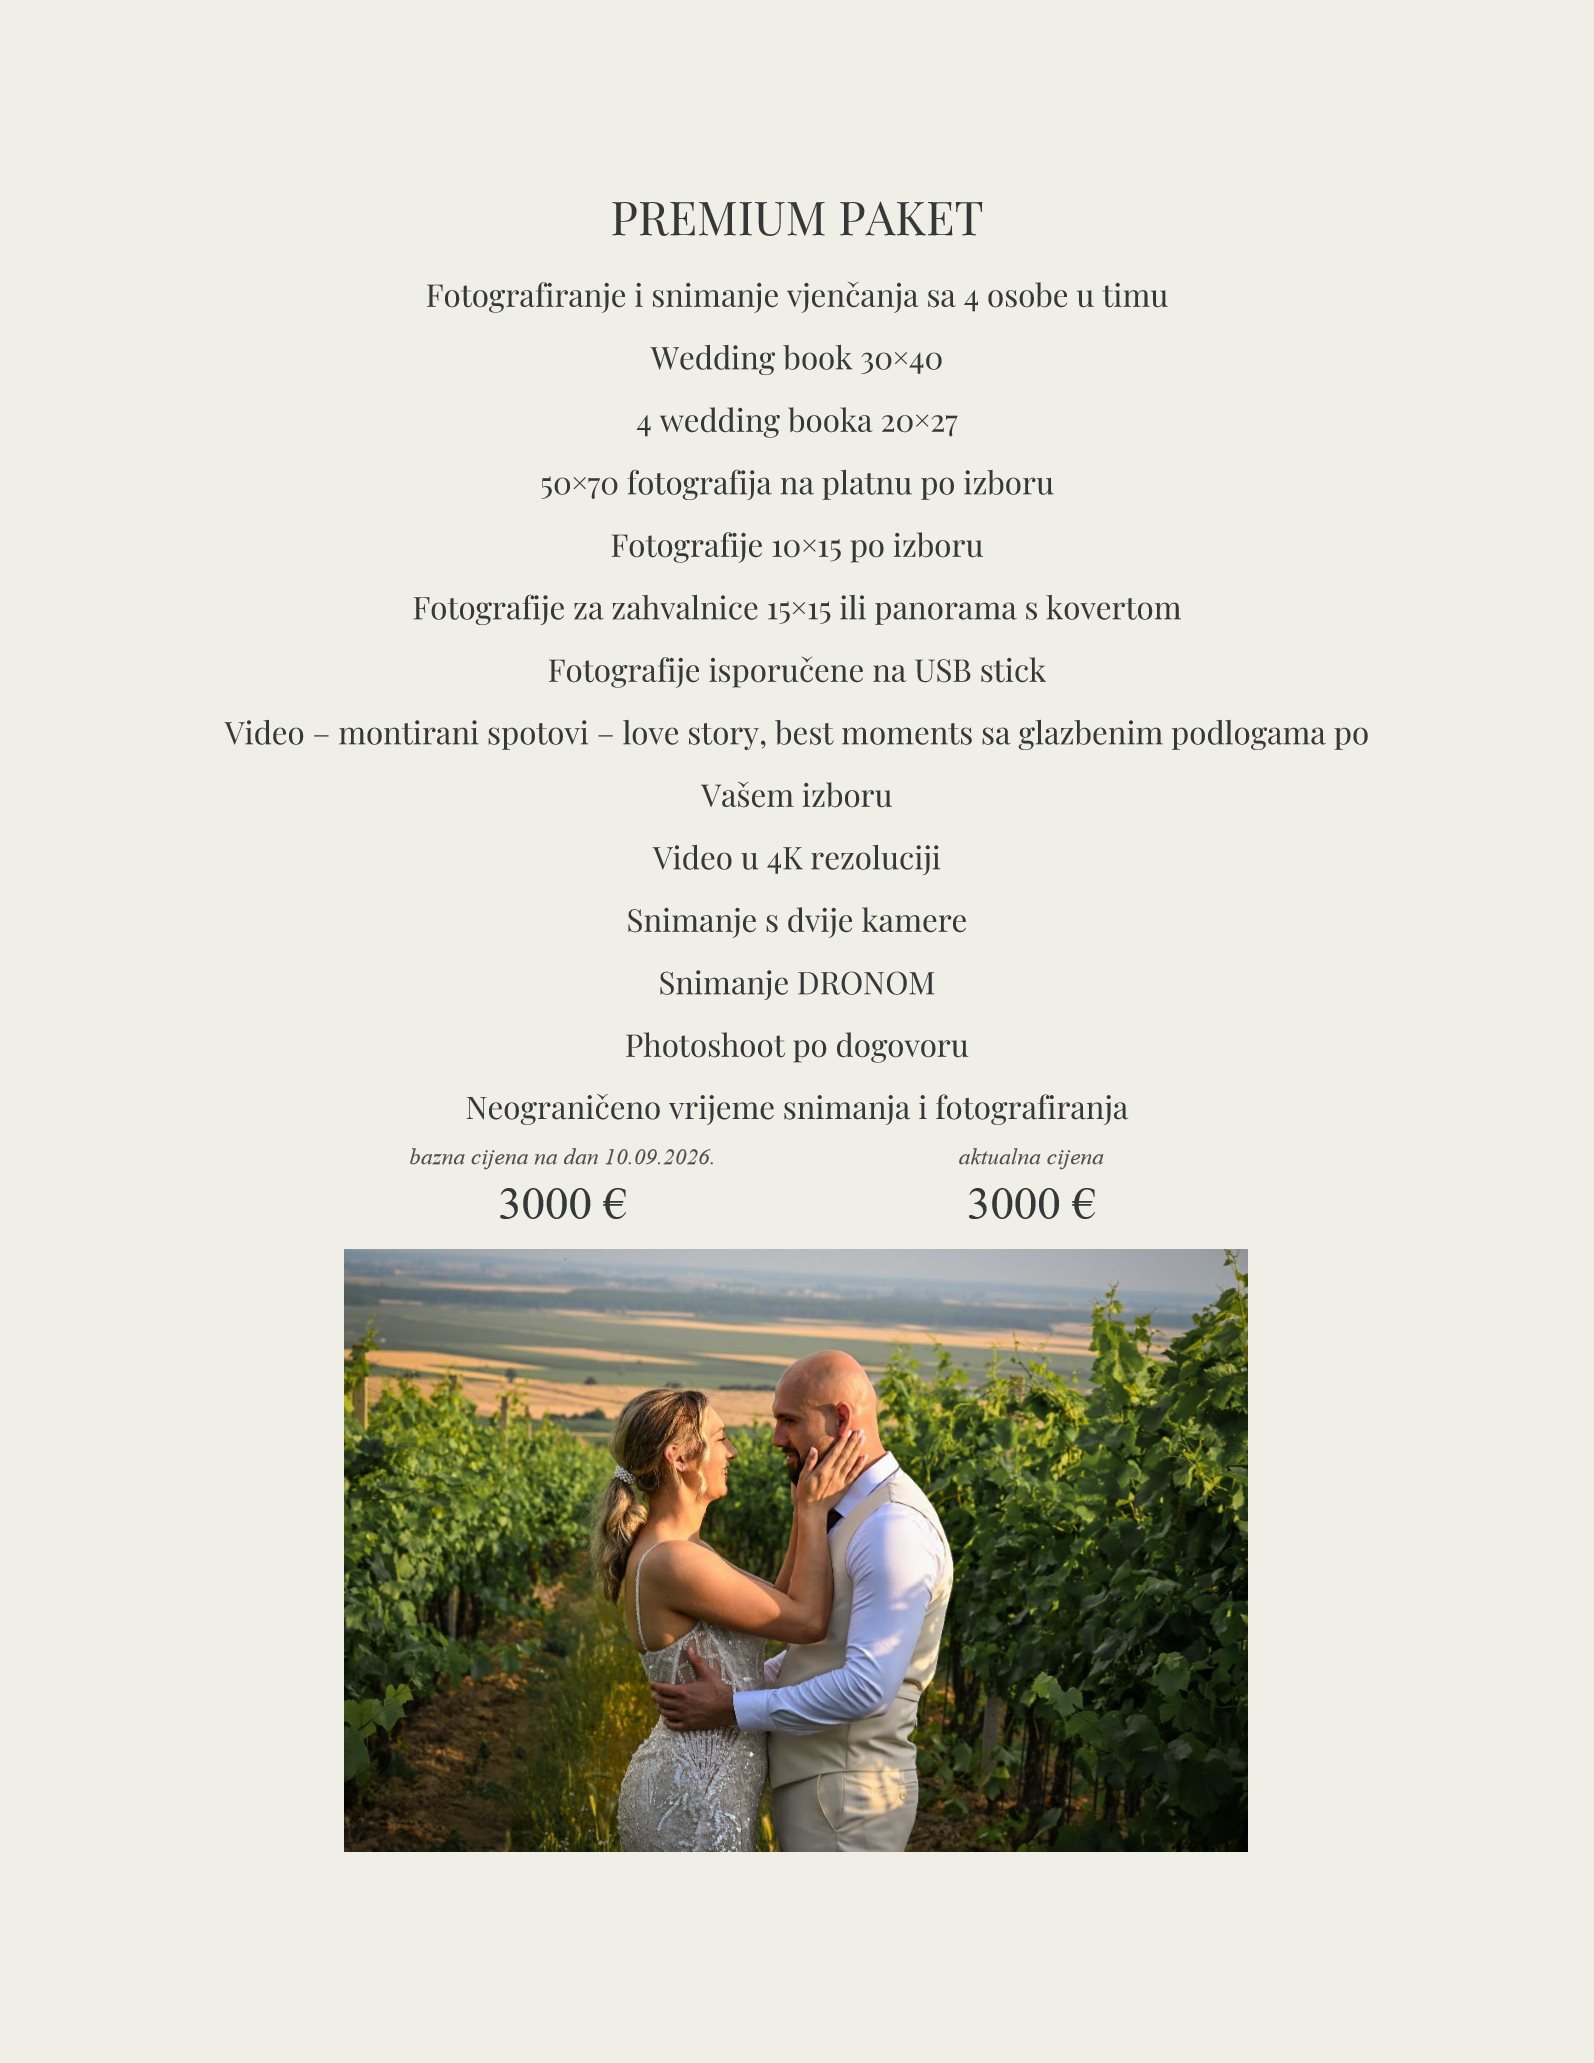 PREMIUM PAKET
Fotografiranje i snimanje vjenčanja sa 4 osobe u timu
Wedding book 30×40
4 wedding booka 20×27
50×70 fotografija na platnu po izboru
Fotografije 10×15 po izboru
Fotografije za zahvalnice 15×15 ili panorama s kovertom
Fotografije isporučene na USB stick
Video – montirani spotovi – love story, best moments sa glazbenim podlogama po
Vašem izboru
Video u 4K rezoluciji
Snimanje s dvije kamere
Snimanje DRONOM
Photoshoot po dogovoru
Neograničeno vrijeme snimanja i fotografiranja
bazna cijena na dan 10.09.2026. aktualna cijena
3000 € 3000 €